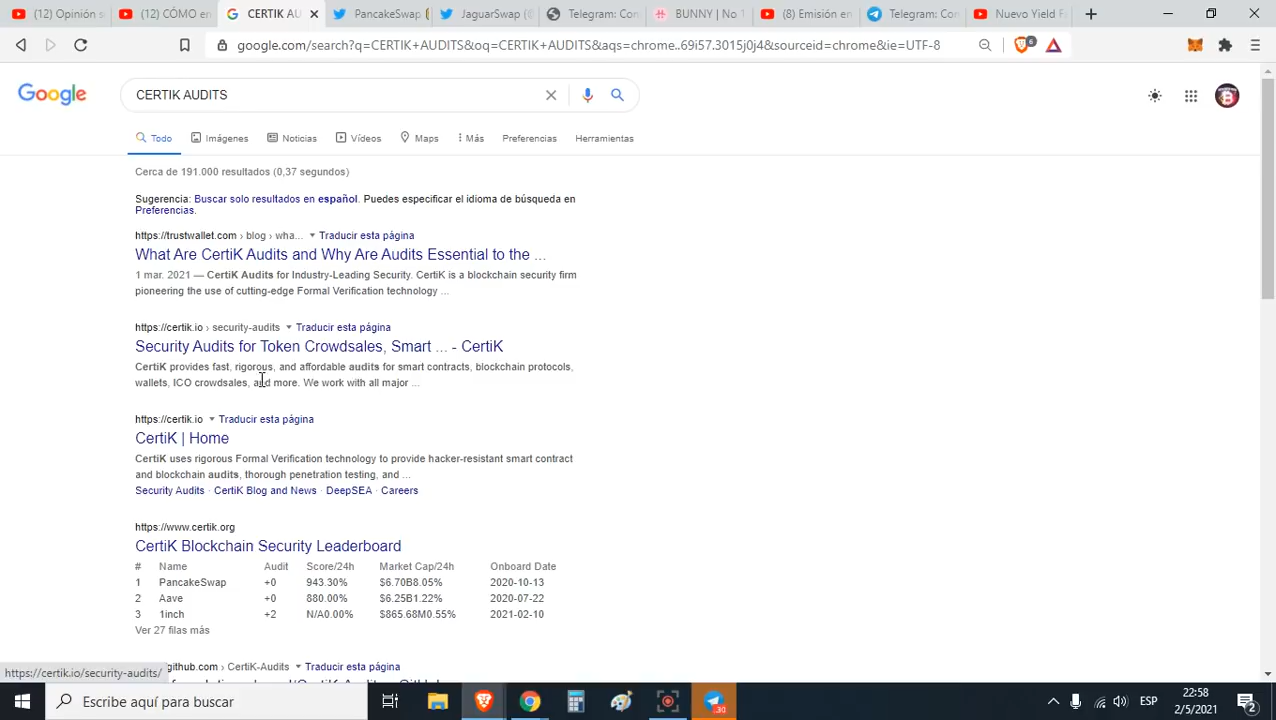 (11) Opinión s
(12) CÓMO en
CERTIK AU
PancakeSwap (
JaguarSwap (@
Telegram: Con
BUNNY | No 1
(8) Emisión en
Telegram: Con
Nuevo Yield Fa
google.com/search?q=CERTIK+AUDITS&oq=CERTIK+AUDITS&aqs=chrome..69i57.3015j0j4&sourceid=chrome&ie=UTF-8
6
Google
CERTIK AUDITS
Todo
Imágenes
Noticias
Vídeos
Maps
Más
Preferencias
Herramientas
Cerca de 191.000 resultados (0,37 segundos)
Sugerencia: Buscar solo resultados en español. Puedes especificar el idioma de búsqueda en
Preferencias.
https://trustwallet.com › blog › wha... Traducir esta página
What Are CertiK Audits and Why Are Audits Essential to the ...
1 mar. 2021 — CertiK Audits for Industry-Leading Security. CertiK is a blockchain security firm
pioneering the use of cutting-edge Formal Verification technology ...
https://certik.io › security-audits Traducir esta página
Security Audits for Token Crowdsales, Smart ... - CertiK
CertiK provides fast, rigorous, and affordable audits for smart contracts, blockchain protocols,
wallets, ICO crowdsales, and more. We work with all major ...
https://certik.io Traducir esta página
CertiK | Home
CertiK uses rigorous Formal Verification technology to provide hacker-resistant smart contract
and blockchain audits, thorough penetration testing, and ...
Security Audits · CertiK Blog and News · DeepSEA · Careers
https://www.certik.org
CertiK Blockchain Security Leaderboard
# Name Audit Score/24h Market Cap/24h Onboard Date
1 PancakeSwap +0 943.30% $6.70B8.05% 2020-10-13
2 Aave +0 880.00% $6.25B1.22% 2020-07-22
3 1inch +2 N/A0.00% $865.68M0.55% 2021-02-10
Ver 27 filas más
github.com › CertiK-Audits Traducir esta página
https://certik.io/security-audits/
Escribe aquí para buscar
30
ESP
22:58
2/5/2021
2